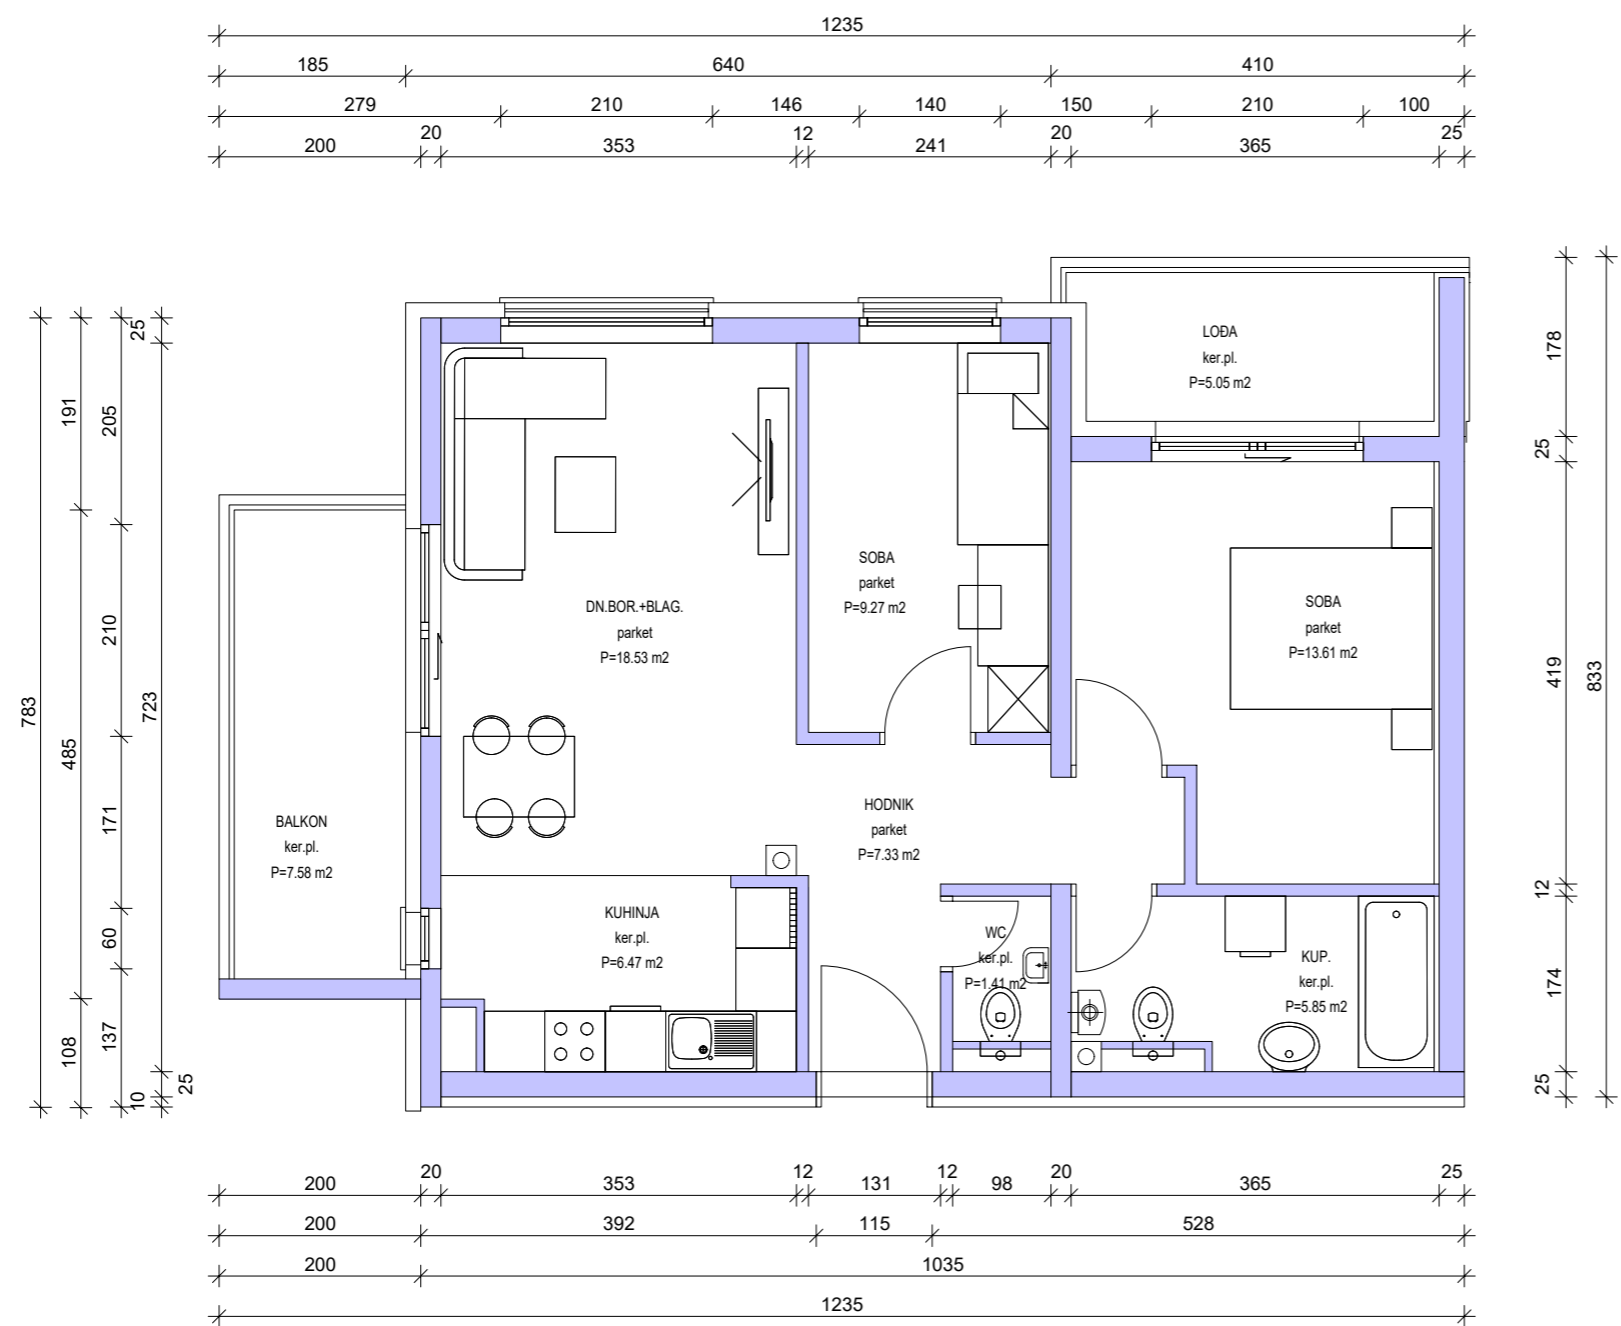 1235
185 640 410
279 210 146 140 150 210 100
200 20 353 12 241 20 365 25
783
191 485 108
205 210 171 60 137
25 723 25 10
178 25 419 12 174 25
833
LOĐA
ker.pl.
P=5.05 m2
SOBA
parket
P=9.27 m2
DN.BOR.+BLAG.
parket
P=18.53 m2
SOBA
parket
P=13.61 m2
HODNIK
parket
P=7.33 m2
BALKON
ker.pl.
P=7.58 m2
KUHINJA
ker.pl.
P=6.47 m2
WC
ker.pl.
P=1.41 m2
KUP.
ker.pl.
P=5.85 m2
200 20 353 12 131 12 98 20 365 25
200 392 115 528
200 1035
1235